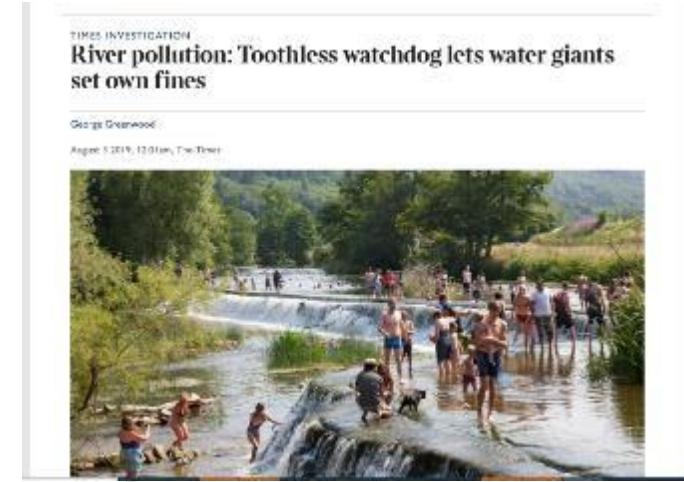 TIMES INVESTIGATION
River pollution: Toothless watchdog lets water giants
set own fines
George Greenwood
August 2019, 12.01am, The Times